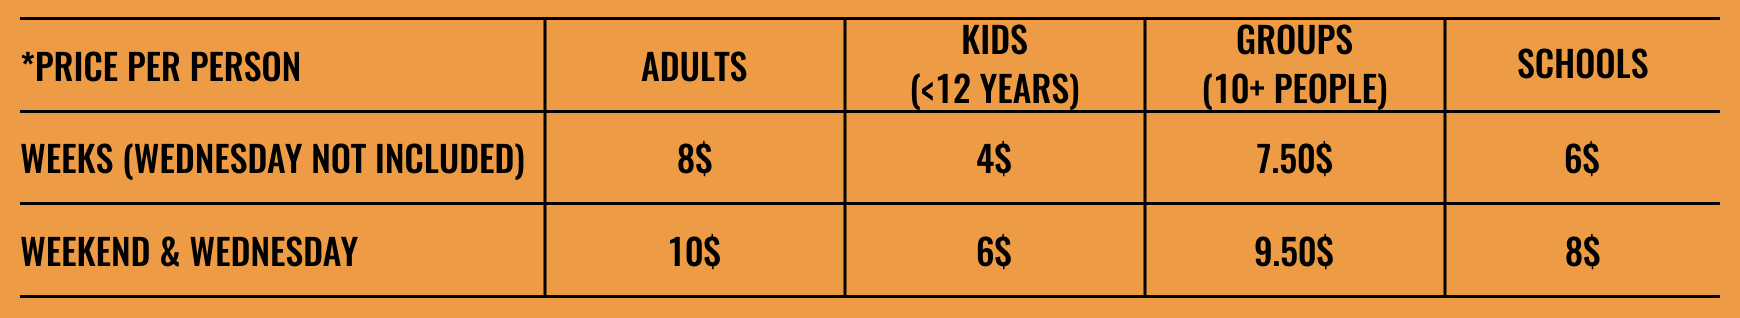 *PRICE PER PERSON
ADULTS
KIDS
(<12 YEARS)
GROUPS
(10+ PEOPLE)
SCHOOLS
WEEKS (WEDNESDAY NOT INCLUDED)
8$
4$
7.50$
6$
WEEKEND & WEDNESDAY
10$
6$
9.50$
8$